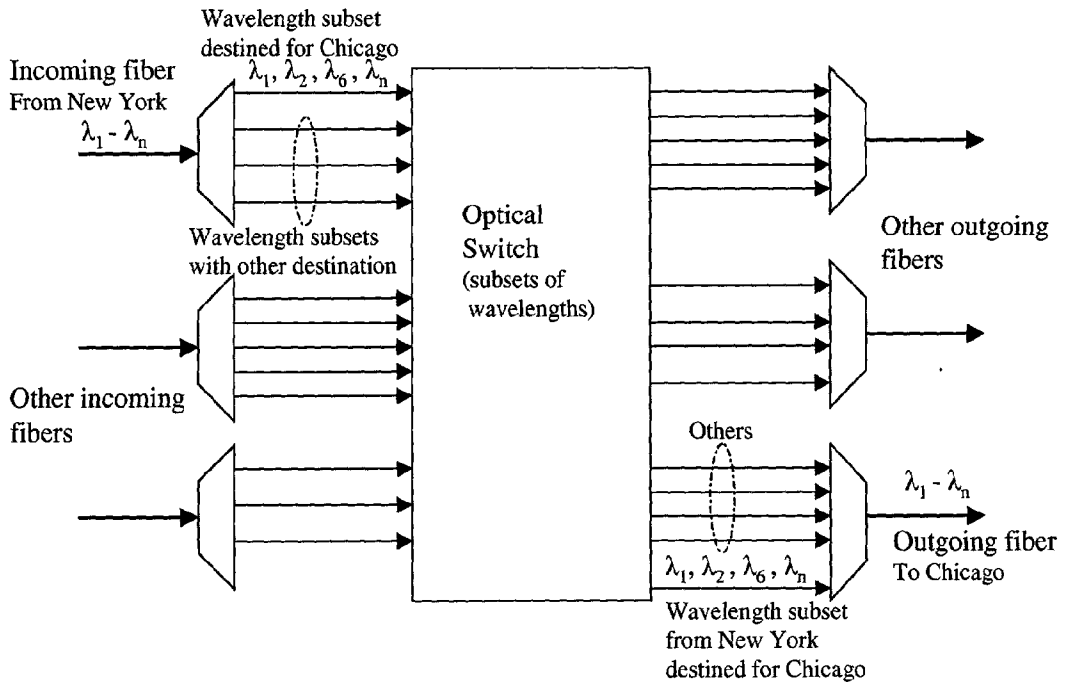 Wavelength subset
destined for Chicago
λ1, λ2, λ6, λn
Incoming fiber
From New York
λ1 - λn
Wavelength subsets
with other destination
Other incoming
fibers
Optical
Switch
(subsets of
wavelengths)
Other outgoing
fibers
Others
λ1 - λn
Outgoing fiber
To Chicago
λ1, λ2, λ6, λn
Wavelength subset
from New York
destined for Chicago